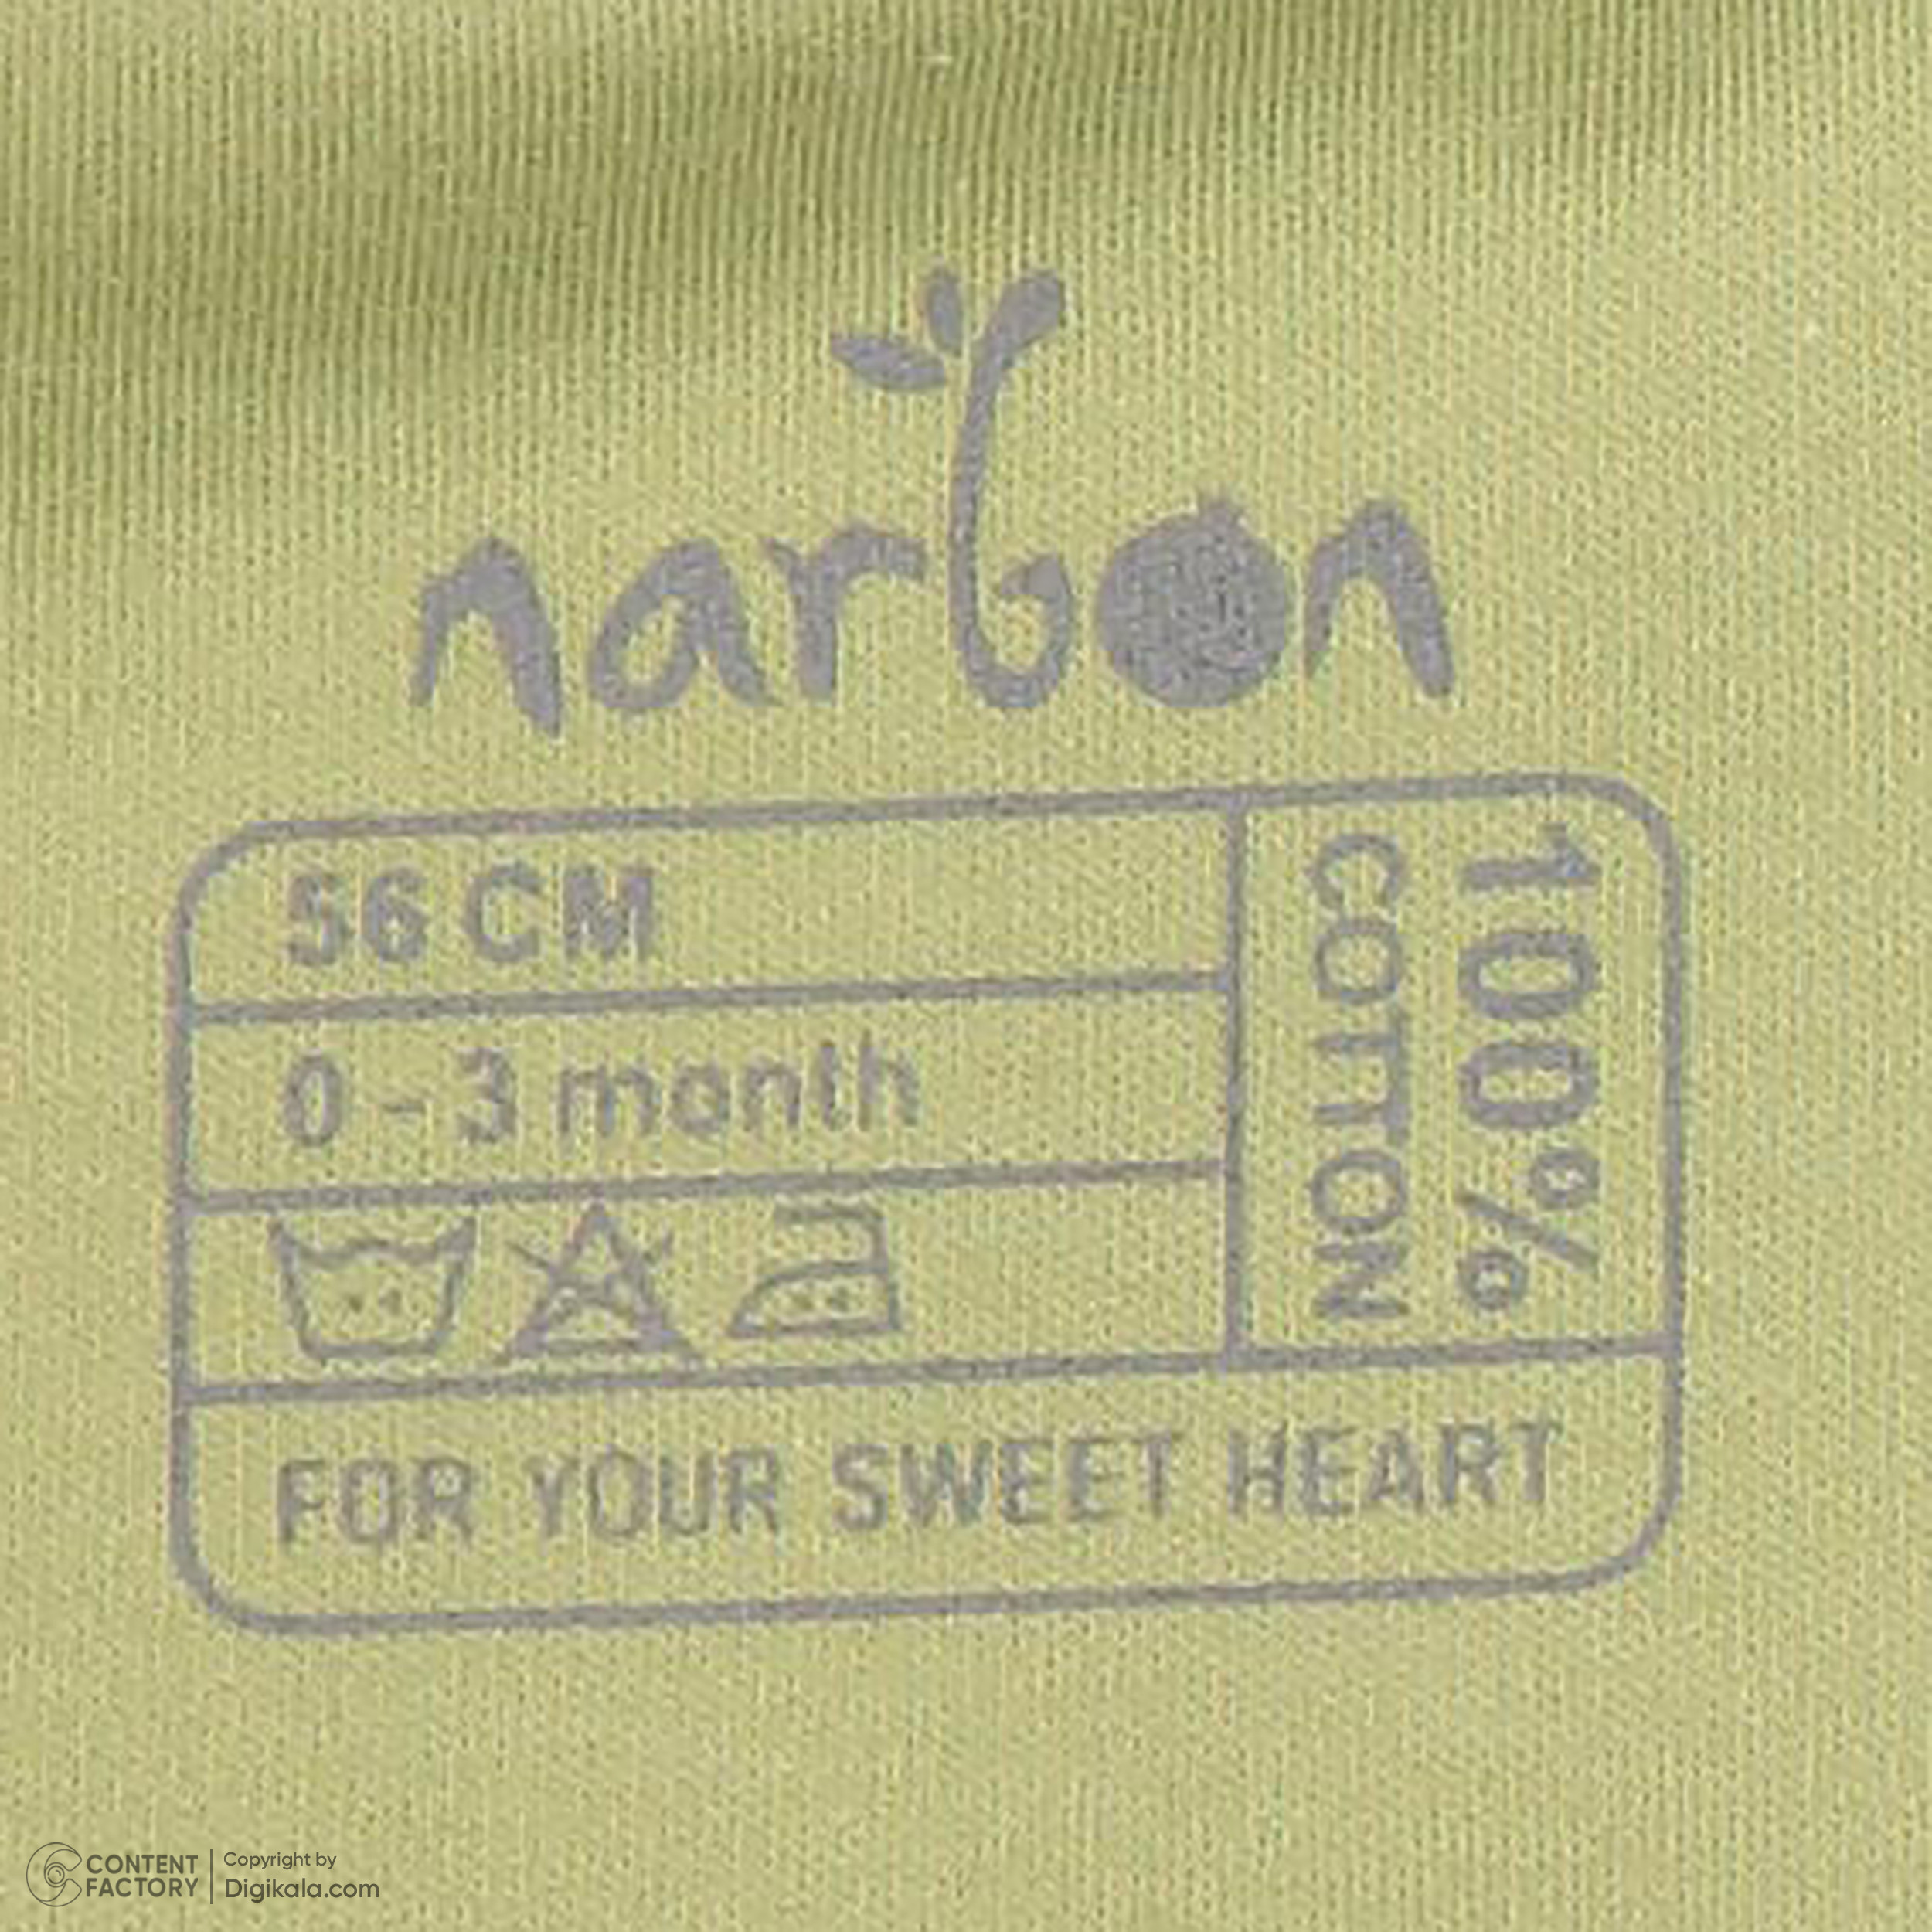 narbon
56 CM
0 - 3 month
100%
COTTON
FOR YOUR SWEET HEART
CONTENT
FACTORY
Copyright by
Digikala.com